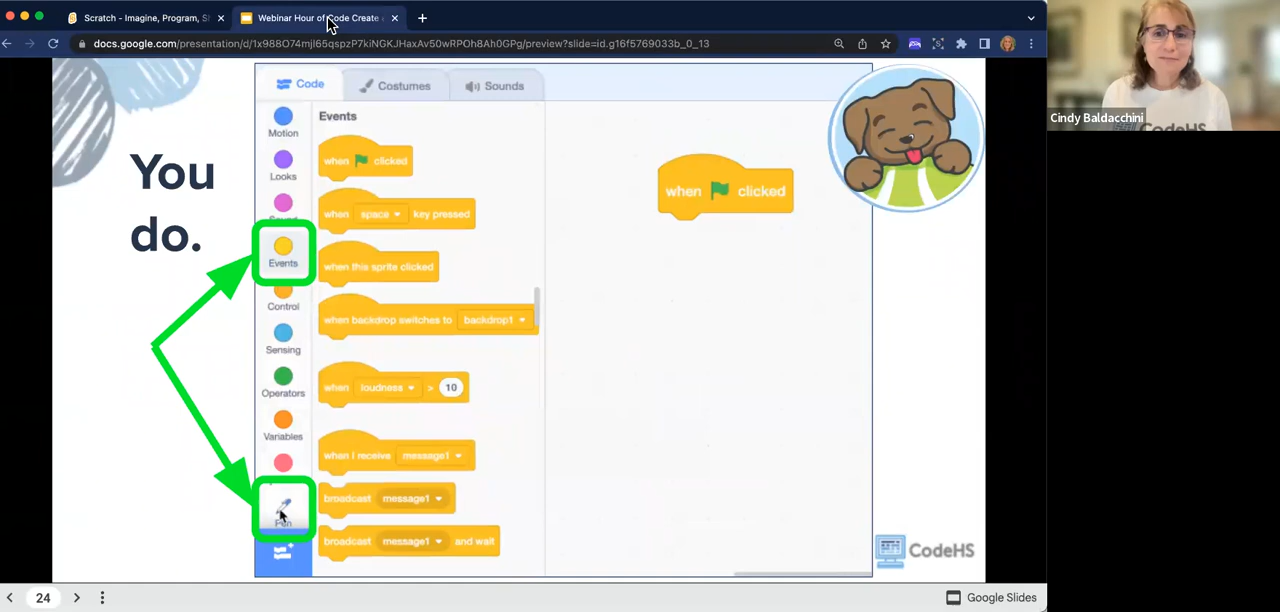 Scratch - Imagine, Program, S
Webinar Hour of Code Create
docs.google.com/presentation/d/1x988O74mjI65qspzP7kiNGKJHaxAv50wRPOh8Ah0GPg/preview?slide=id.g16f5769033b_0_13
Cindy Baldacchini
CodeHS
You
do.
Code
Costumes
Sounds
Motion
Looks
Sound
Events
Control
Sensing
Operators
Variables
Pen
Events
when clicked
when space key pressed
when this sprite clicked
when backdrop switches to backdrop1
when loudness > 10
when I receive message1
broadcast message1
broadcast message1 and wait
when clicked
CodeHS
24
Google Slides